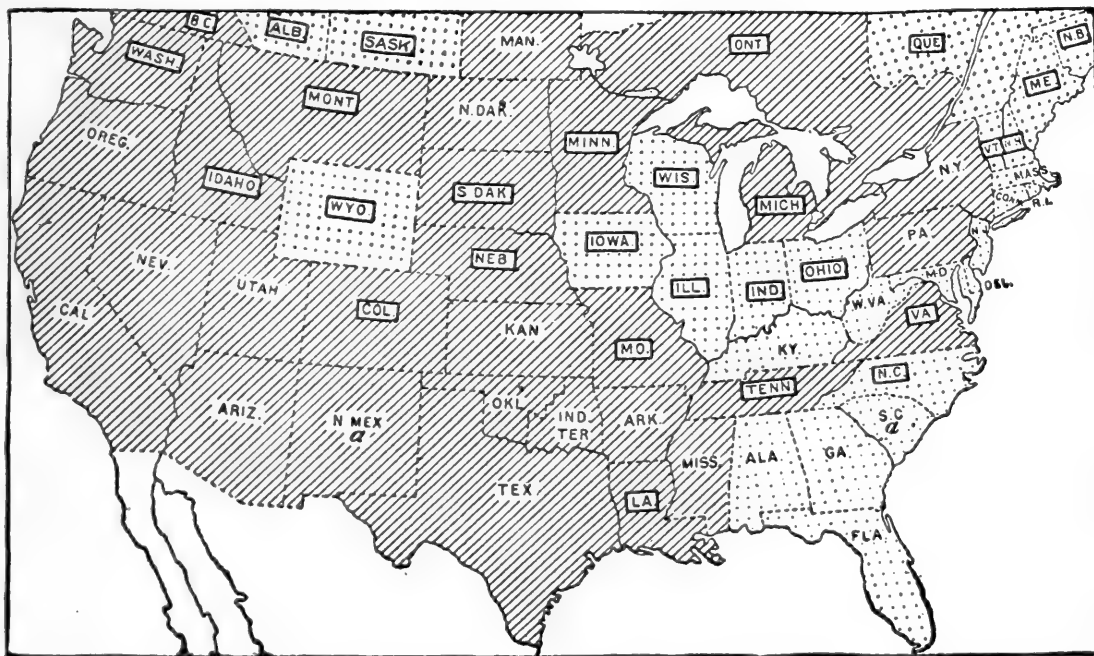 B C
ALB
SASK.
MAN.
ONT
QUE
N.B
WASH.
MONT
N.DAK.
ME
OREG.
MINN.
VT.
N.H
IDAHO
WYO.
S DAK
WIS
MICH
N.Y.
MASS.
CONN
R.I.
NEB
IOWA.
PA.
N.J.
NEV.
UTAH
COL.
ILL.
IND
OHIO
MD.
DEL.
W.VA.
CAL
KAN
MO.
KY.
VA
ARIZ.
N MEX
a
OKL.
IND
TER
ARK.
TENN
N.C.
S.C
a
TEX
LA
MISS.
ALA.
GA.
FLA